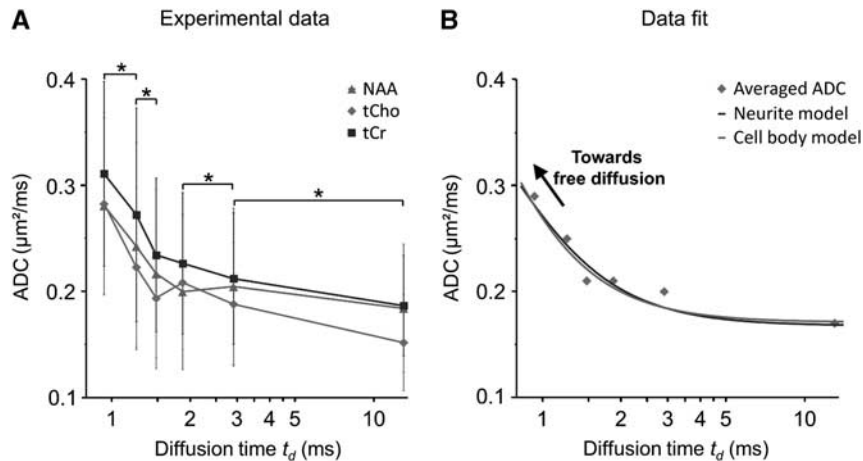 A Experimental data
0.4
0.3
0.2
0.1
ADC (μm²/ms)
* * * *
NAA
tCho
tCr
1 2 3 4 5 10
Diffusion time td (ms)
B Data fit
0.4
0.3
0.2
0.1
ADC (μm²/ms)
Averaged ADC
Neurite model
Cell body model
Towards
free diffusion
1 2 3 4 5 10
Diffusion time td (ms)